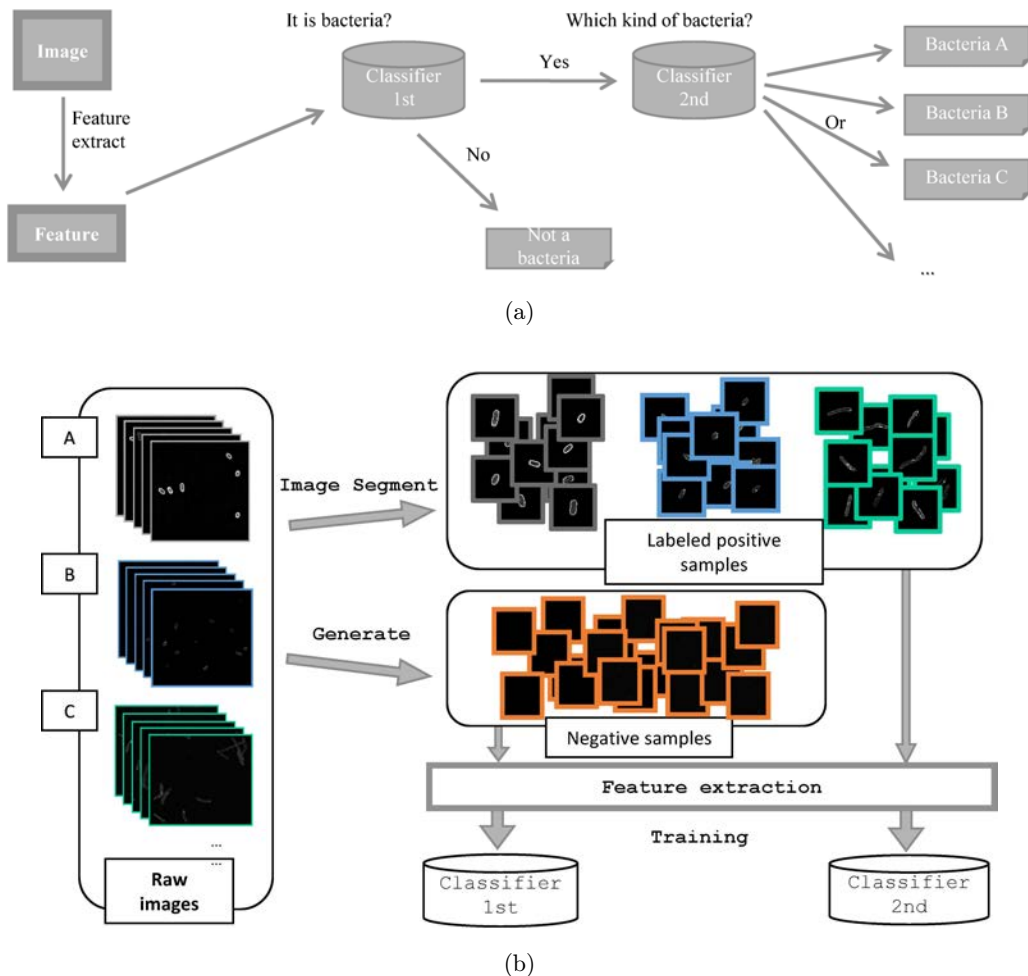 It is bacteria?
Which kind of bacteria?
Image
Classifier
1st
Yes
Classifier
2nd
Bacteria A
Feature
extract
Bacteria B
Or
No
Bacteria C
Feature
Not a
bacteria
...
(a)
A
Image Segment
Labeled positive
samples
B
Generate
C
Negative samples
Feature extraction
Training
...
...
Raw
images
Classifier
1st
Classifier
2nd
(b)